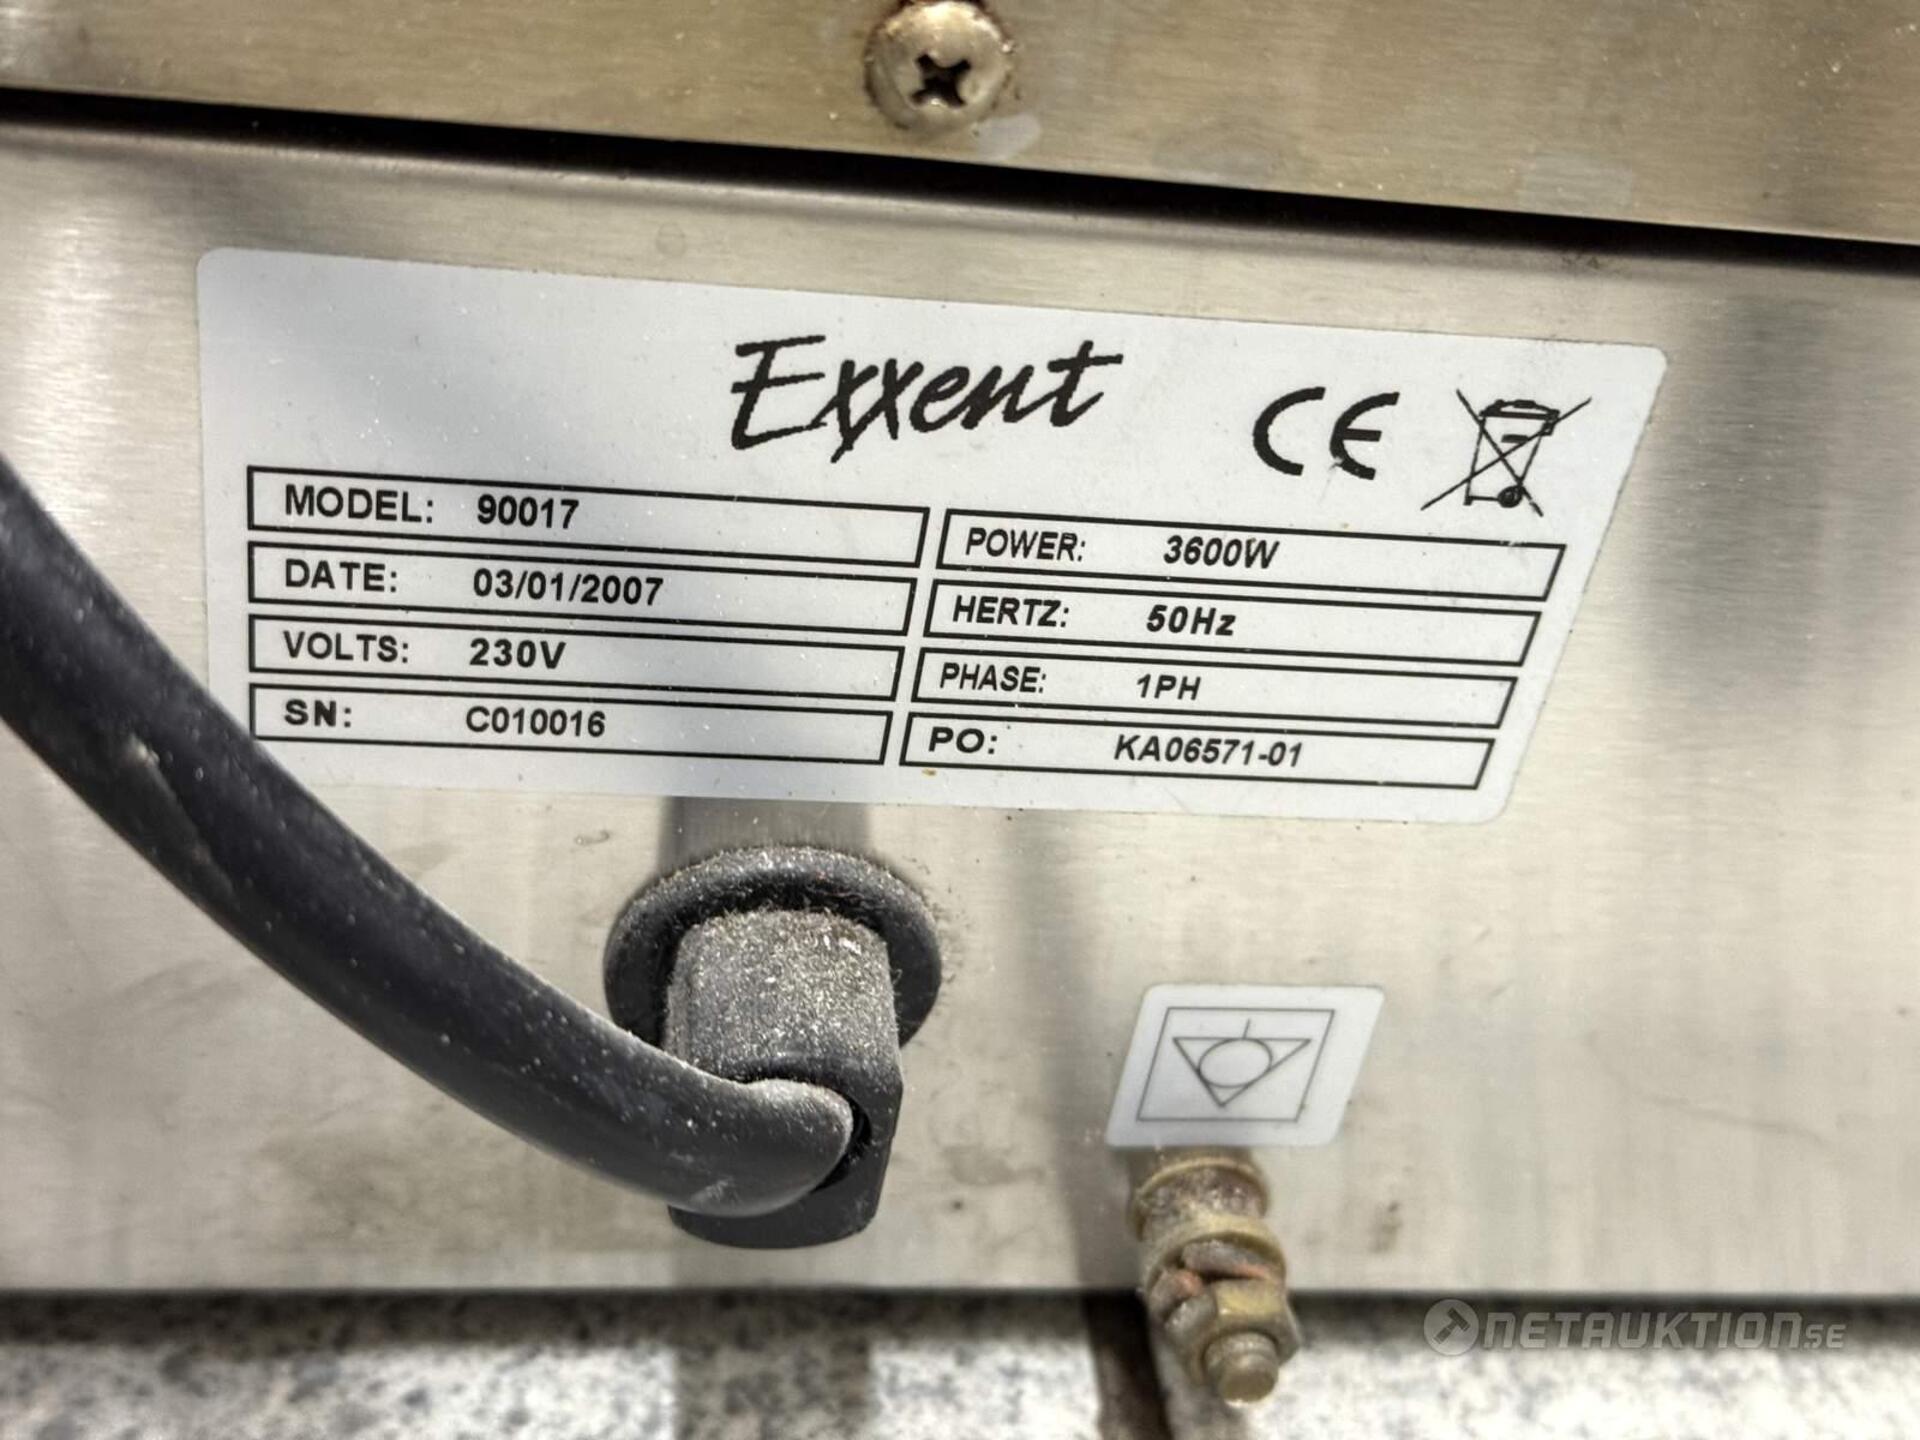 Exxent
CE
MODEL: 90017
POWER: 3600W
DATE: 03/01/2007
HERTZ: 50Hz
VOLTS: 230V
PHASE: 1PH
SN: C010016
PO: KA06571-01
NETAUKTION.SE